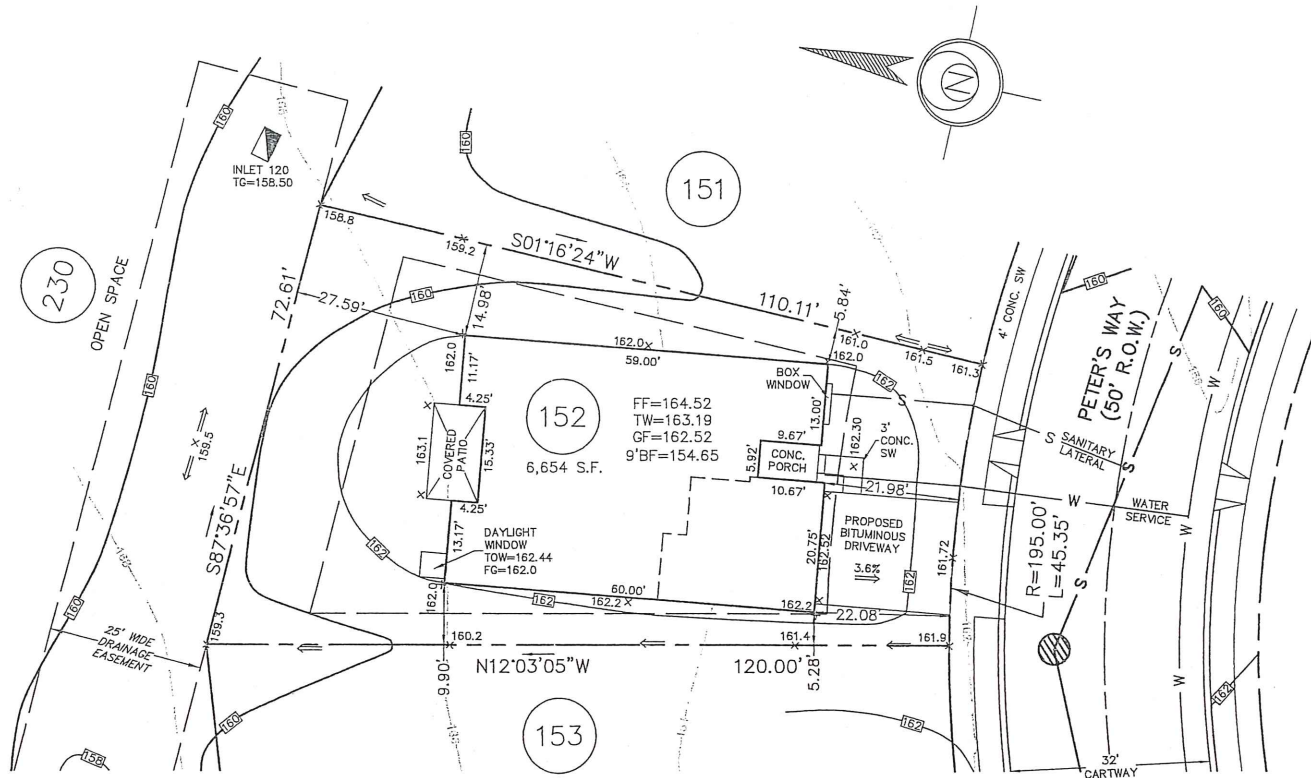 N
151
160
160
INLET 120
TG=158.50
158.8
159.2
S01°16'24"W
110.11'
230
OPEN SPACE
72.61'
27.59'
14.98'
160
5.84'
161.0
161.5
161.3
4' CONC. SW
PETER'S WAY
(50' R.O.W.)
160
160
162.0
162.0
59.00'
162.0
162
11.17'
BOX
WINDOW
S
13.00'
4.25'
152
6,654 S.F.
FF=164.52
TW=163.19
GF=162.52
9'BF=154.65
163.1
COVERED
PATIO
15.33'
4.25'
9.67'
5.92'
CONC.
PORCH
10.67'
162.30
3'
CONC.
SW
21.98'
S
SANITARY
LATERAL
S
S
W
W
WATER
SERVICE
W
W
160
159.5
S87°36'57"E
162
13.17'
DAYLIGHT
WINDOW
TOW=162.44
FG=162.0
PROPOSED
BITUMINOUS
DRIVEWAY
3.6%
20.75'
162.52
162
161.72
R=195.00'
L=45.35'
S
162.0
60.00'
162
162.2
162.2
22.08'
160
159.3
25' WIDE
DRAINAGE
EASEMENT
160.2
161.4
161.9
N12°03'05"W
120.00'
9.90'
5.28'
160
158
153
162
162
W
32'
CARTWAY